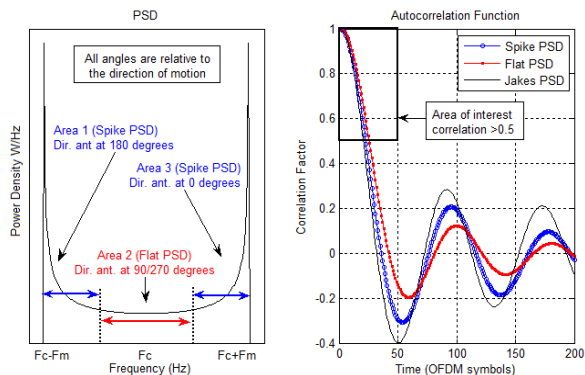 PSD
All angles are relative to
the direction of motion
Area 1 (Spike PSD)
Dir. ant at 180 degrees
Area 3 (Spike PSD)
Dir. ant. at 0 degrees
Area 2 (Flat PSD)
Dir. ant at 90/270 degrees
Power Density W/Hz
Fc-Fm
Fc
Fc+Fm
Frequency (Hz)
Autocorrelation Function
Spike PSD
Flat PSD
Jakes PSD
Area of interest
correlation >0.5
Correlation Factor
1
0.8
0.6
0.4
0.2
0
-0.2
-0.4
0
50
100
150
200
Time (OFDM symbols)